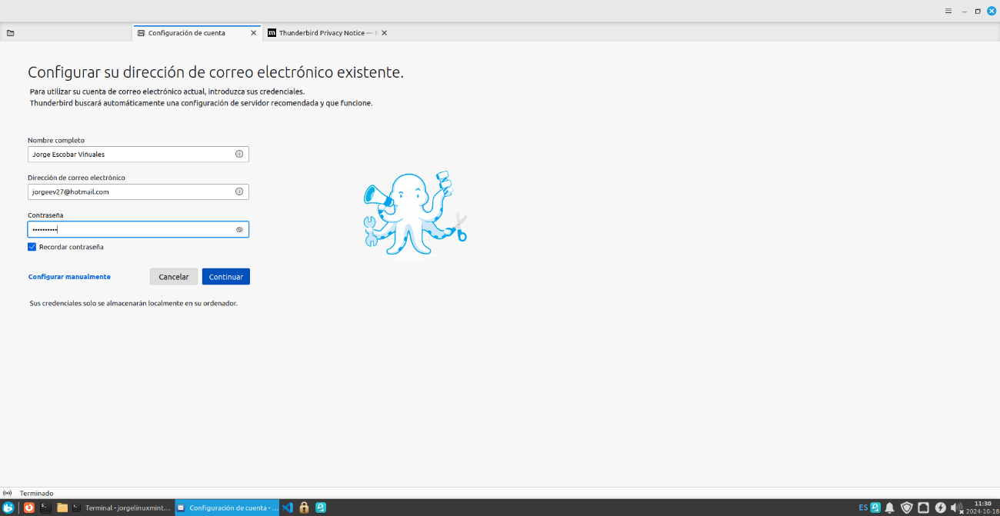 Configuración de cuenta
Thunderbird Privacy Notice —
Configurar su dirección de correo electrónico existente.
Para utilizar su cuenta de correo electrónico actual, introduzca sus credenciales.
Thunderbird buscará automáticamente una configuración de servidor recomendada y que funcione.
Nombre completo
Jorge Escobar Viñuales
Dirección de correo electrónico
jorgeev27@hotmail.com
Contraseña
••••••••••
Recordar contraseña
Configurar manualmente
Cancelar
Continuar
Sus credenciales solo se almacenarán localmente en su ordenador.
Terminado
Terminal - jorgelinuxmint...
Configuración de cuenta - ...
ES
11:30
2024-10-18